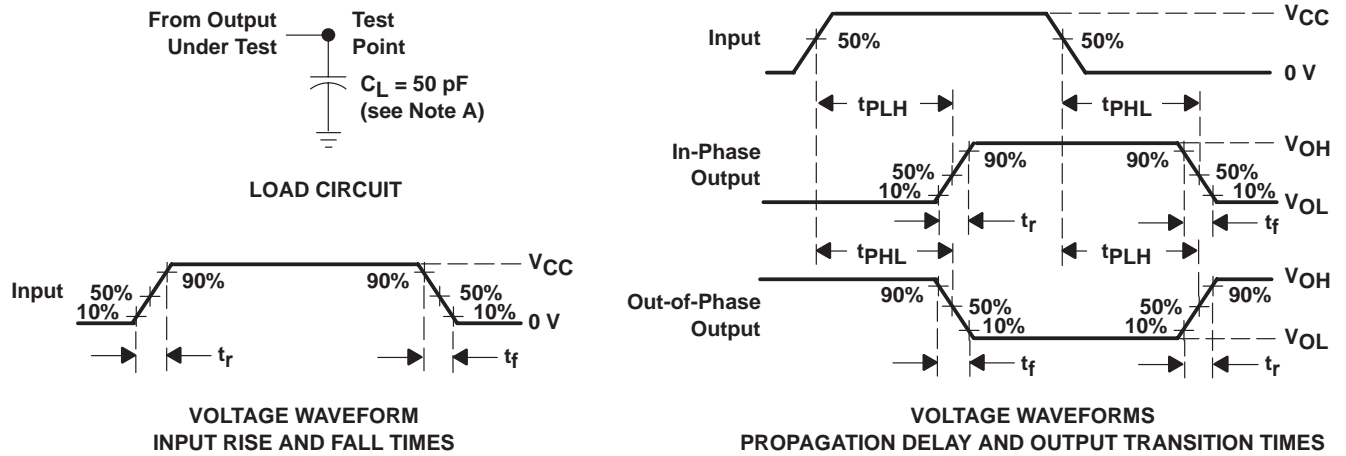 From Output
Under Test
Test
Point
CL = 50 pF
(see Note A)
LOAD CIRCUIT
Input
50%
10%
90%
90%
50%
10%
VCC
0 V
tr
tf
VOLTAGE WAVEFORM
INPUT RISE AND FALL TIMES
Input
50%
50%
VCC
0 V
tPLH
tPHL
In-Phase
Output
50%
10%
90%
90%
50%
10%
VOH
VOL
tr
tf
tPHL
tPLH
Out-of-Phase
Output
90%
50%
10%
50%
10%
90%
VOH
VOL
tf
tr
VOLTAGE WAVEFORMS
PROPAGATION DELAY AND OUTPUT TRANSITION TIMES